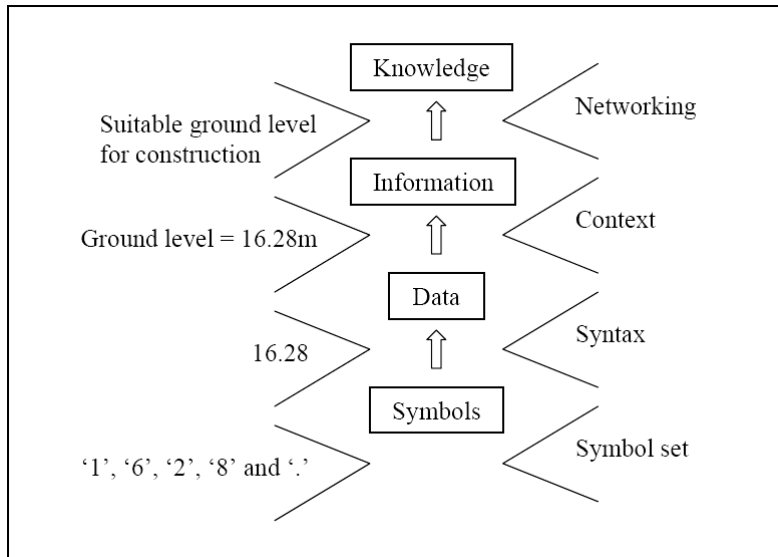 Knowledge
Suitable ground level
for construction
Networking
Information
Ground level = 16.28m
Context
Data
16.28
Syntax
Symbols
‘1’, ‘6’, ‘2’, ‘8’ and ‘.’
Symbol set